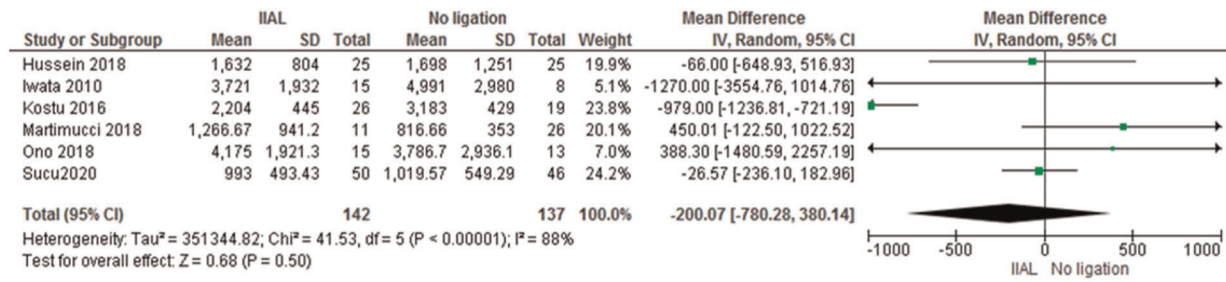 IIAL No ligation Mean Difference Mean Difference
Study or Subgroup Mean SD Total Mean SD Total Weight IV, Random, 95% CI IV, Random, 95% CI
Hussein 2018 1,632 804 25 1,698 1,251 25 19.9% -66.00 [-648.93, 516.93]
Iwata 2010 3,721 1,932 15 4,991 2,980 8 5.1% -1270.00 [-3554.76, 1014.76]
Kostu 2016 2,204 445 26 3,183 429 19 23.8% -979.00 [-1236.81, -721.19]
Martimucci 2018 1,266.67 941.2 11 816.66 353 26 20.1% 450.01 [-122.50, 1022.52]
Ono 2018 4,175 1,921.3 15 3,786.7 2,936.1 13 7.0% 388.30 [-1480.59, 2257.19]
Sucu2020 993 493.43 50 1,019.57 549.29 46 24.2% -26.57 [-236.10, 182.96]
Total (95% CI) 142 137 100.0% -200.07 [-780.28, 380.14]
Heterogeneity: Tau² = 351344.82; Chi² = 41.53, df = 5 (P < 0.00001); I² = 88%
Test for overall effect: Z = 0.68 (P = 0.50)
-1000 -500 0 500 1000
IIAL No ligation